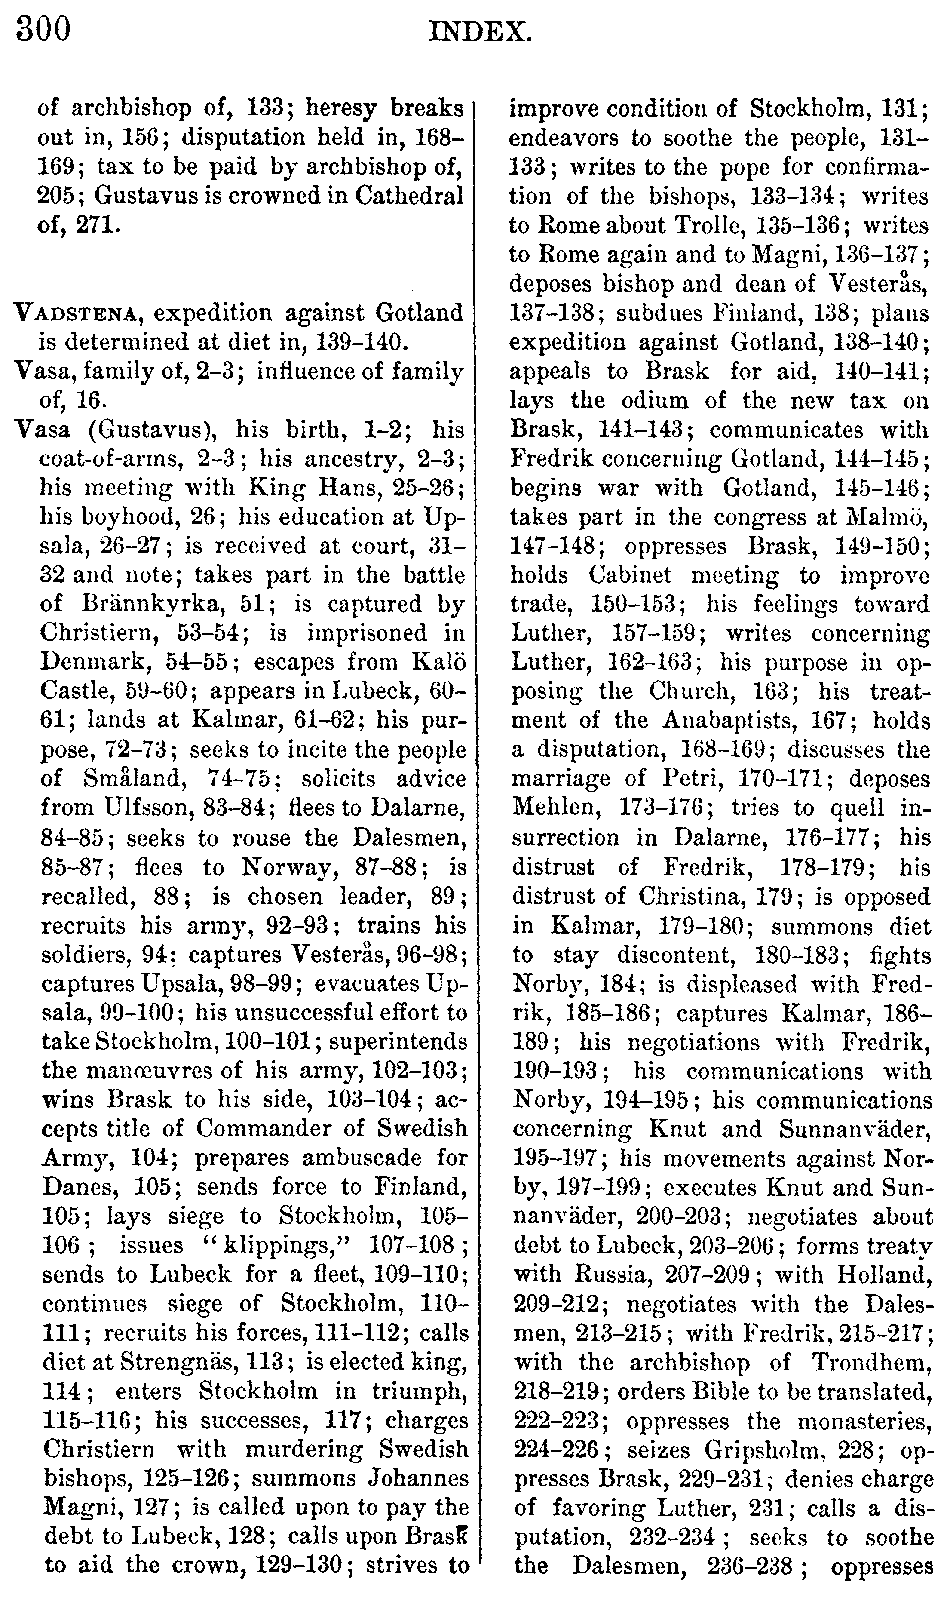 300
INDEX.
of archbishop of, 133; heresy breaks
out in, 156; disputation held in, 168-
169; tax to be paid by archbishop of,
205; Gustavus is crowned in Cathedral
of, 271.
VADSTENA, expedition against Gotland
is determined at diet in, 139-140.
Vasa, family of, 2-3; influence of family
of, 16.
Vasa (Gustavus), his birth, 1-2; his
coat-of-arms, 2-3; his ancestry, 2-3;
his meeting with King Hans, 25-26;
his boyhood, 26; his education at Up-
sala, 26-27; is received at court, 31-
32 and note; takes part in the battle
of Brännkyrka, 51; is captured by
Christiern, 53-54; is imprisoned in
Denmark, 54-55; escapes from Kalö
Castle, 59-60; appears in Lubeck, 60-
61; lands at Kalmar, 61-62; his pur-
pose, 72-73; seeks to incite the people
of Småland, 74-75; solicits advice
from Ulfsson, 83-84; flees to Dalarne,
84-85; seeks to rouse the Dalesmen,
85-87; flees to Norway, 87-88; is
recalled, 88; is chosen leader, 89;
recruits his army, 92-93; trains his
soldiers, 94; captures Vesterås, 96-98;
captures Upsala, 98-99; evacuates Up-
sala, 99-100; his unsuccessful effort to
take Stockholm, 100-101; superintends
the manœuvres of his army, 102-103;
wins Brask to his side, 103-104; ac-
cepts title of Commander of Swedish
Army, 104; prepares ambuscade for
Danes, 105; sends force to Finland,
105; lays siege to Stockholm, 105-
106; issues "klippings," 107-108;
sends to Lubeck for a fleet, 109-110;
continues siege of Stockholm, 110-
111; recruits his forces, 111-112; calls
diet at Strengnäs, 113; is elected king,
114; enters Stockholm in triumph,
115-116; his successes, 117; charges
Christiern with murdering Swedish
bishops, 125-126; summons Johannes
Magni, 127; is called upon to pay the
debt to Lubeck, 128; calls upon Brask
to aid the crown, 129-130; strives to
improve condition of Stockholm, 131;
endeavors to soothe the people, 131-
133; writes to the pope for confirma-
tion of the bishops, 133-134; writes
to Rome about Trolle, 135-136; writes
to Rome again and to Magni, 136-137;
deposes bishop and dean of Vesterås,
137-138; subdues Finland, 138; plans
expedition against Gotland, 138-140;
appeals to Brask for aid, 140-141;
lays the odium of the new tax on
Brask, 141-143; communicates with
Fredrik concerning Gotland, 144-145;
begins war with Gotland, 145-146;
takes part in the congress at Malmö,
147-148; oppresses Brask, 149-150;
holds Cabinet meeting to improve
trade, 150-153; his feelings toward
Luther, 157-159; writes concerning
Luther, 162-163; his purpose in op-
posing the Church, 163; his treat-
ment of the Anabaptists, 167; holds
a disputation, 168-169; discusses the
marriage of Petri, 170-171; deposes
Mehlen, 173-176; tries to quell in-
surrection in Dalarne, 176-177; his
distrust of Fredrik, 178-179; his
distrust of Christina, 179; is opposed
in Kalmar, 179-180; summons diet
to stay discontent, 180-183; fights
Norby, 184; is displeased with Fred-
rik, 185-186; captures Kalmar, 186-
189; his negotiations with Fredrik,
190-193; his communications with
Norby, 194-195; his communications
concerning Knut and Sunnanväder,
195-197; his movements against Nor-
by, 197-199; executes Knut and Sun-
nanväder, 200-203; negotiates about
debt to Lubeck, 203-206; forms treaty
with Russia, 207-209; with Holland,
209-212; negotiates with the Dales-
men, 213-215; with Fredrik, 215-217;
with the archbishop of Trondhem,
218-219; orders Bible to be translated,
222-223; oppresses the monasteries,
224-226; seizes Gripsholm, 228; op-
presses Brask, 229-231; denies charge
of favoring Luther, 231; calls a dis-
putation, 232-234; seeks to soothe
the Dalesmen, 236-238; oppresses